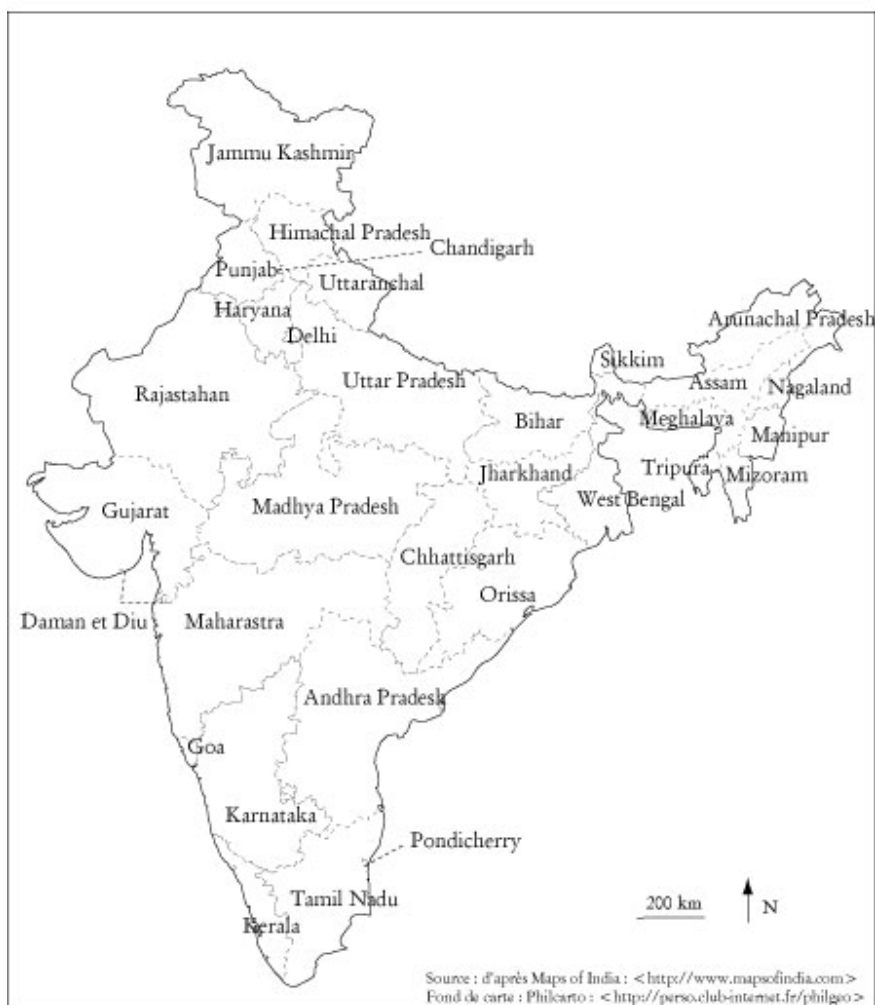 Jammu Kashmir
Himachal Pradesh
Chandigarh
Punjab
Uttaranchal
Haryana
Delhi
Arunachal Pradesh
Sikkim
Assam
Nagaland
Rajastahan
Uttar Pradesh
Bihar
Meghalaya
Manipur
Jharkhand
Tripura
Mizoram
Gujarat
Madhya Pradesh
West Bengal
Chhattisgarh
Orissa
Daman et Diu
Maharastra
Andhra Pradesh
Goa
Karnataka
Pondicherry
Tamil Nadu
Kerala
200 km
N
Source : d'après Maps of India : <http://www.mapsofindia.com>
Fond de carte : Philcarto : <http://perso.club-internet.fr/philgeo>